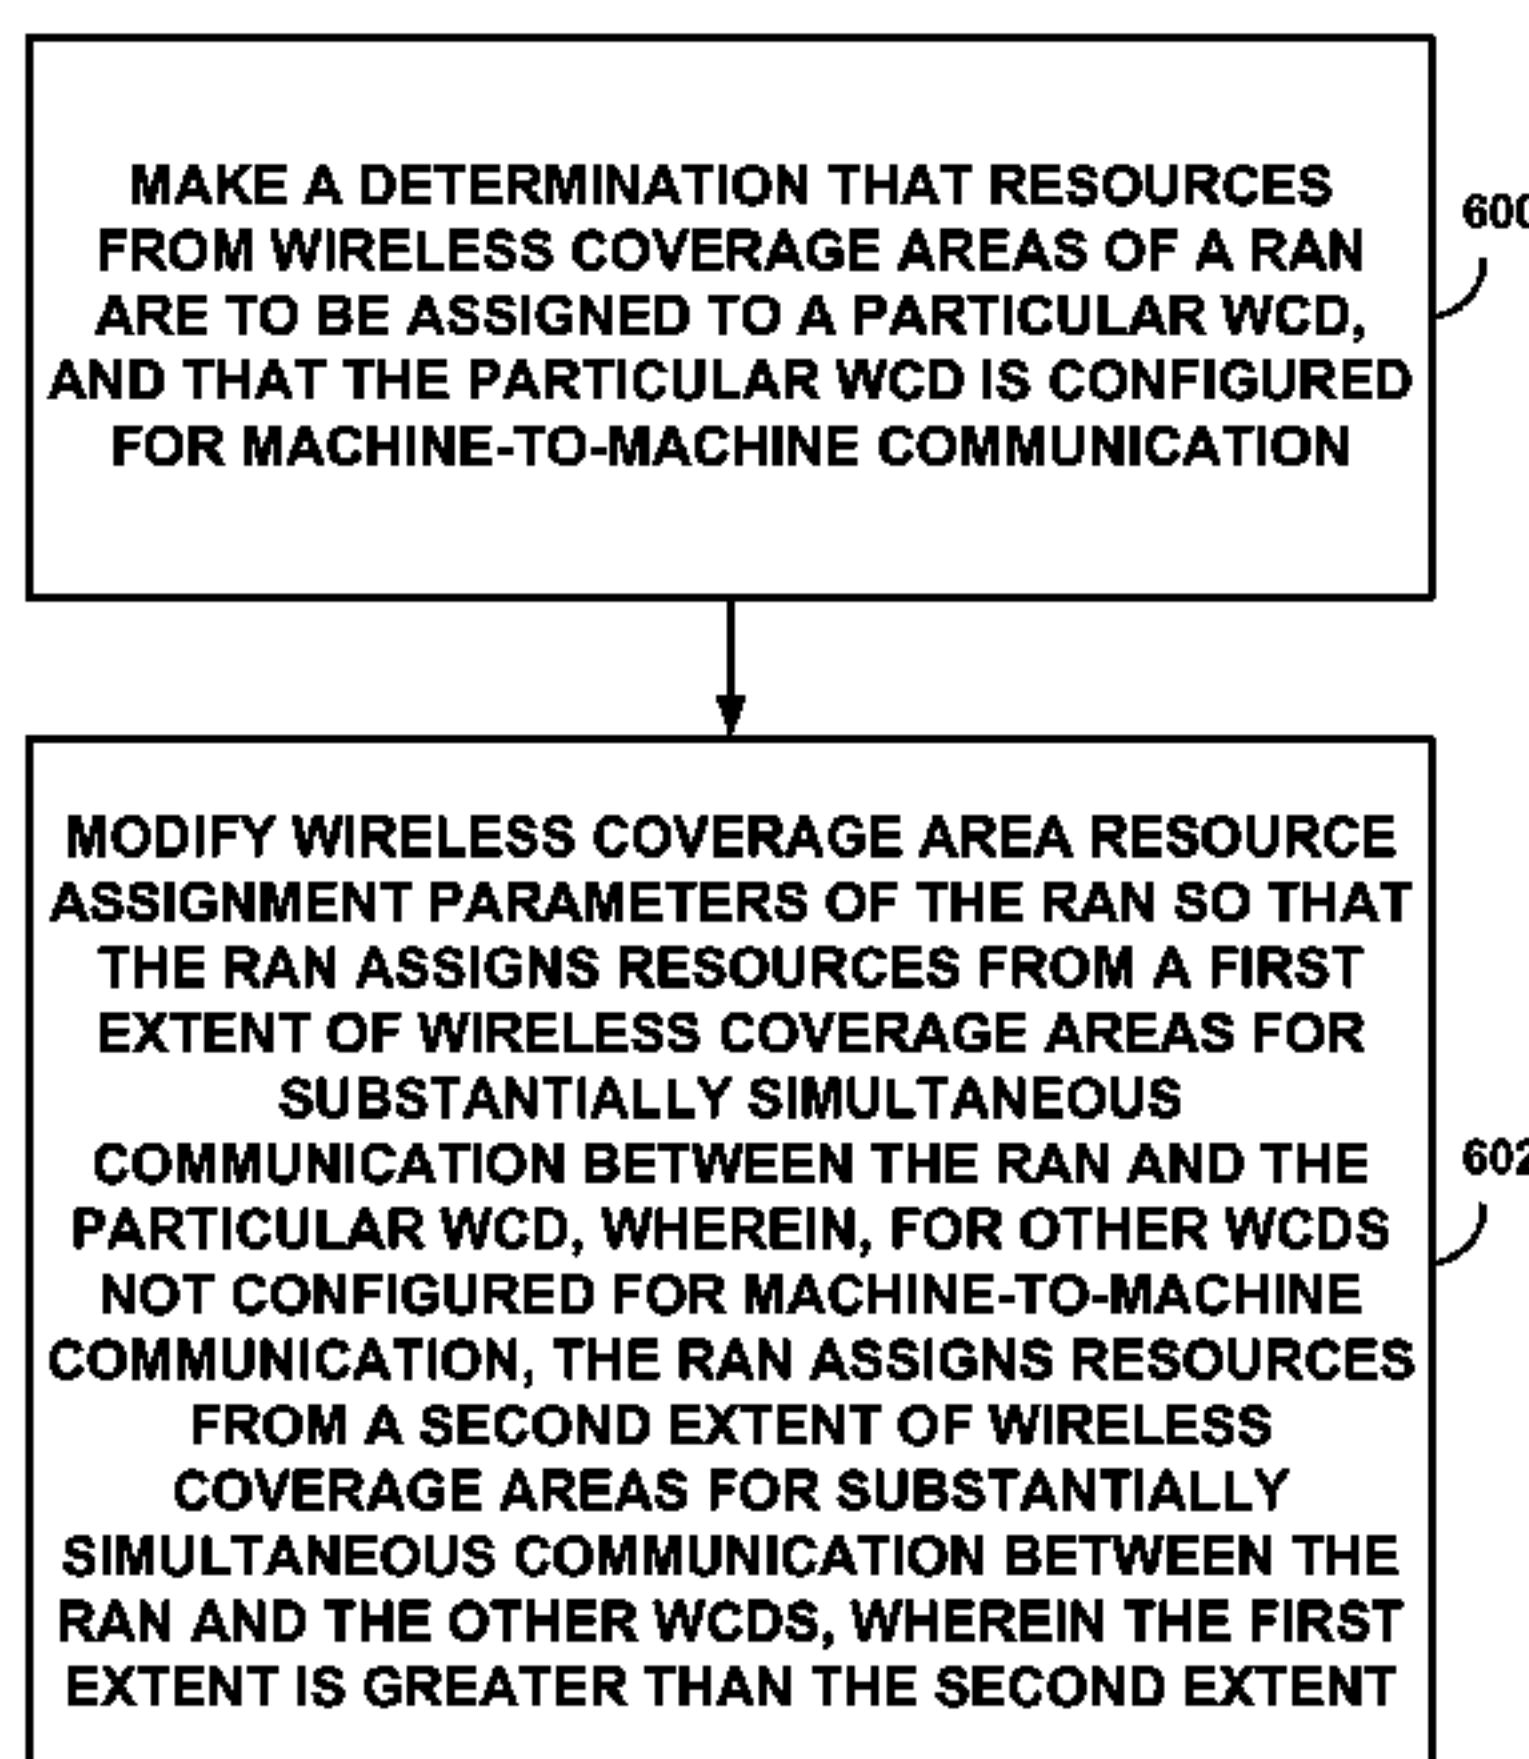 MAKE A DETERMINATION THAT RESOURCES
FROM WIRELESS COVERAGE AREAS OF A RAN
ARE TO BE ASSIGNED TO A PARTICULAR WCD,
AND THAT THE PARTICULAR WCD IS CONFIGURED
FOR MACHINE-TO-MACHINE COMMUNICATION
600
MODIFY WIRELESS COVERAGE AREA RESOURCE
ASSIGNMENT PARAMETERS OF THE RAN SO THAT
THE RAN ASSIGNS RESOURCES FROM A FIRST
EXTENT OF WIRELESS COVERAGE AREAS FOR
SUBSTANTIALLY SIMULTANEOUS
COMMUNICATION BETWEEN THE RAN AND THE
PARTICULAR WCD, WHEREIN, FOR OTHER WCDS
NOT CONFIGURED FOR MACHINE-TO-MACHINE
COMMUNICATION, THE RAN ASSIGNS RESOURCES
FROM A SECOND EXTENT OF WIRELESS
COVERAGE AREAS FOR SUBSTANTIALLY
SIMULTANEOUS COMMUNICATION BETWEEN THE
RAN AND THE OTHER WCDS, WHEREIN THE FIRST
EXTENT IS GREATER THAN THE SECOND EXTENT
602